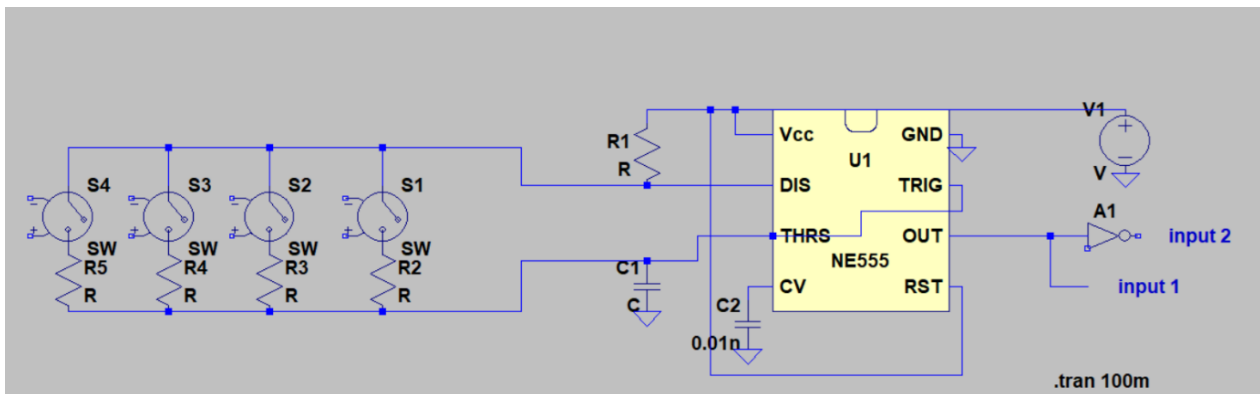 V1
R1
R
Vcc
GND
U1
V
S4
S3
S2
S1
DIS
TRIG
A1
SW
SW
SW
SW
THRS
OUT
input 2
R5
R4
R3
R2
C1
NE555
R
R
R
R
C
C2
CV
RST
input 1
0.01n
.tran 100m